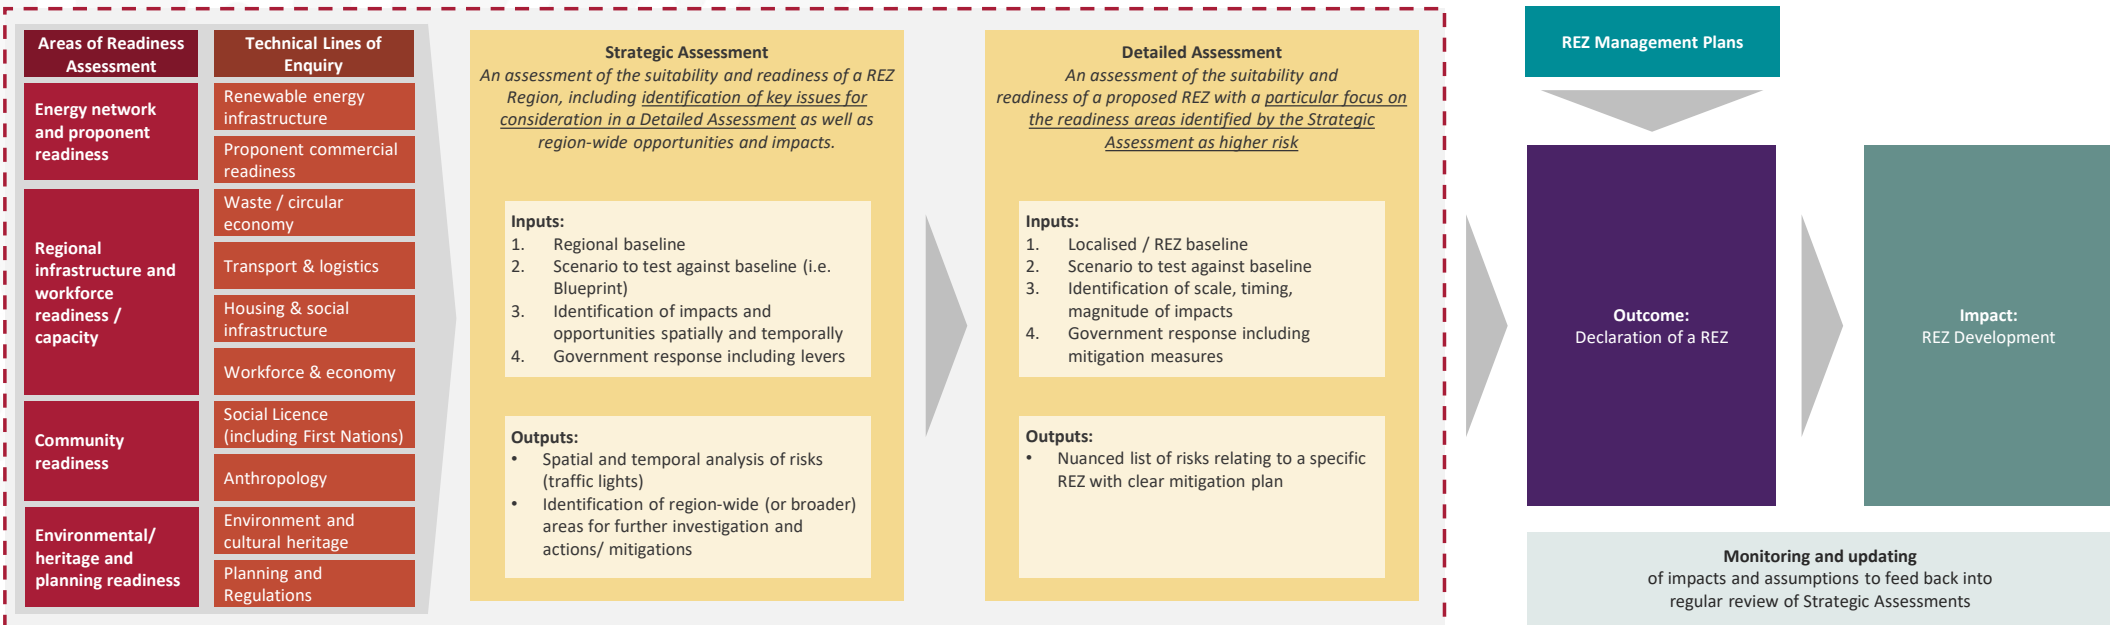 Areas of Readiness
Assessment
Technical Lines of
Enquiry
Energy network
and proponent
readiness
Renewable energy
infrastructure
Proponent commercial
readiness
Regional
infrastructure and
workforce
readiness /
capacity
Waste / circular
economy
Transport & logistics
Housing & social
infrastructure
Workforce & economy
Community
readiness
Social Licence
(including First Nations)
Anthropology
Environmental/
heritage and
planning readiness
Environment and
cultural heritage
Planning and
Regulations
Strategic Assessment
An assessment of the suitability and readiness of a REZ
Region, including identification of key issues for
consideration in a Detailed Assessment as well as
region-wide opportunities and impacts.
Inputs:
1. Regional baseline
2. Scenario to test against baseline (i.e.
Blueprint)
3. Identification of impacts and
opportunities spatially and temporally
4. Government response including levers
Outputs:
• Spatial and temporal analysis of risks
(traffic lights)
• Identification of region-wide (or broader)
areas for further investigation and
actions/ mitigations
Detailed Assessment
An assessment of the suitability and
readiness of a proposed REZ with a particular focus on
the readiness areas identified by the Strategic
Assessment as higher risk
Inputs:
1. Localised / REZ baseline
2. Scenario to test against baseline
3. Identification of scale, timing,
magnitude of impacts
4. Government response including
mitigation measures
Outputs:
• Nuanced list of risks relating to a specific
REZ with clear mitigation plan
REZ Management Plans
Outcome:
Declaration of a REZ
Impact:
REZ Development
Monitoring and updating
of impacts and assumptions to feed back into
regular review of Strategic Assessments